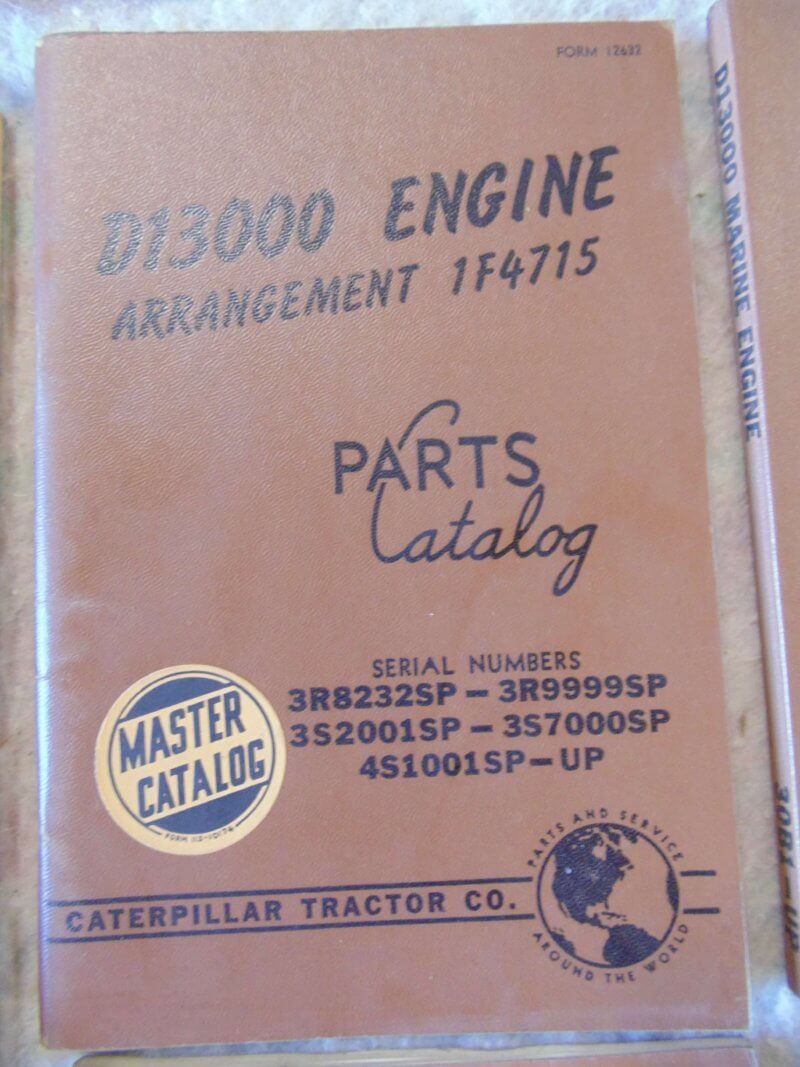 FORM 12632
D13000 ENGINE
ARRANGEMENT 1F4715
PARTS
Catalog
SERIAL NUMBERS
3R8232SP - 3R9999SP
3S2001SP - 3S7000SP
4S1001SP - UP
MASTER
CATALOG
PARTS AND SERVICE
AROUND THE WORLD
CATERPILLAR TRACTOR CO.
D13000 MARINE ENGINE